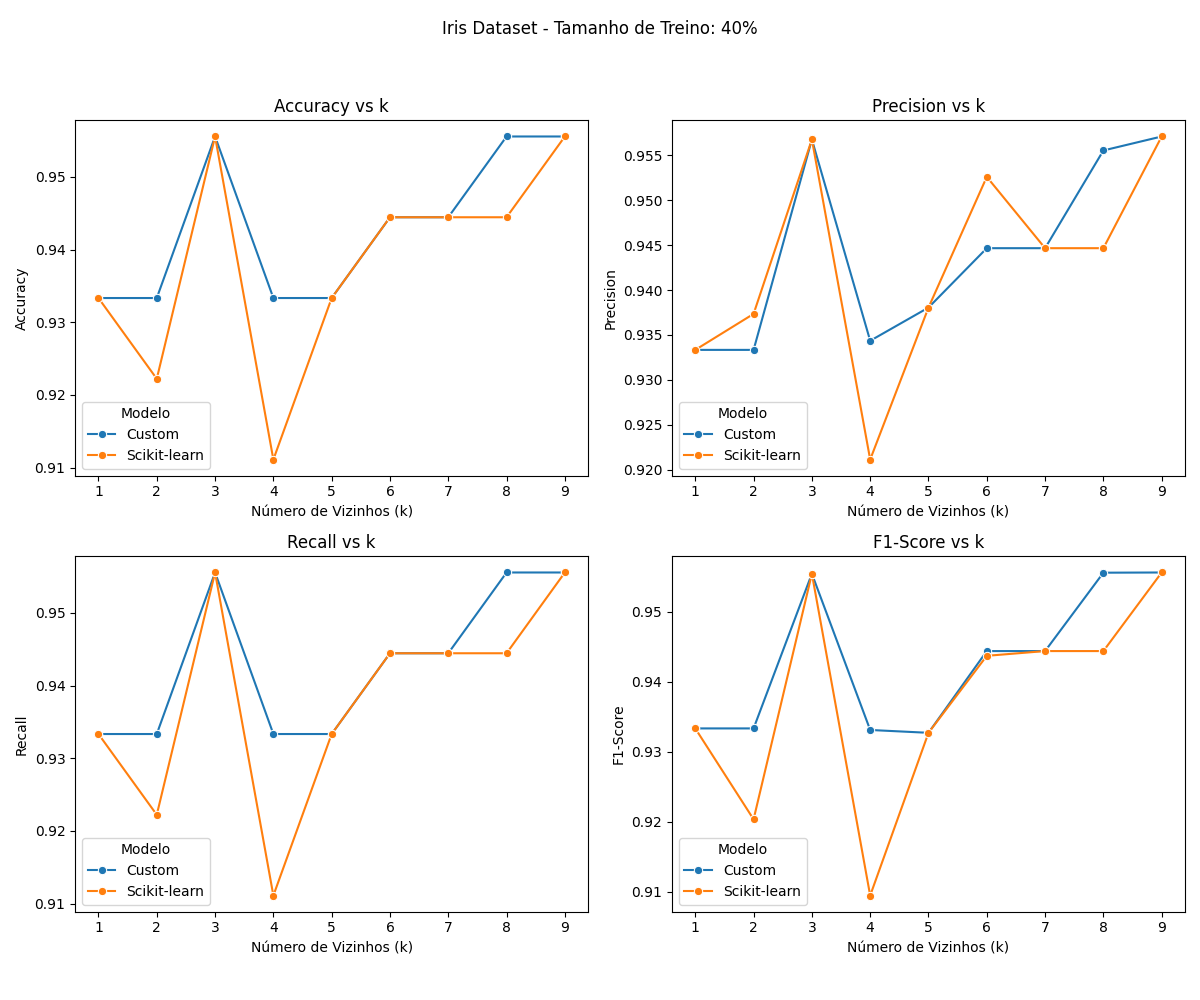 Iris Dataset - Tamanho de Treino: 40%
Accuracy vs k
Accuracy
0.95
0.94
0.93
0.92
0.91
Modelo
Custom
Scikit-learn
1 2 3 4 5 6 7 8 9
Número de Vizinhos (k)
Precision vs k
Precision
0.955
0.950
0.945
0.940
0.935
0.930
0.925
0.920
Modelo
Custom
Scikit-learn
1 2 3 4 5 6 7 8 9
Número de Vizinhos (k)
Recall vs k
Recall
0.95
0.94
0.93
0.92
0.91
Modelo
Custom
Scikit-learn
1 2 3 4 5 6 7 8 9
Número de Vizinhos (k)
F1-Score vs k
F1-Score
0.95
0.94
0.93
0.92
0.91
Modelo
Custom
Scikit-learn
1 2 3 4 5 6 7 8 9
Número de Vizinhos (k)